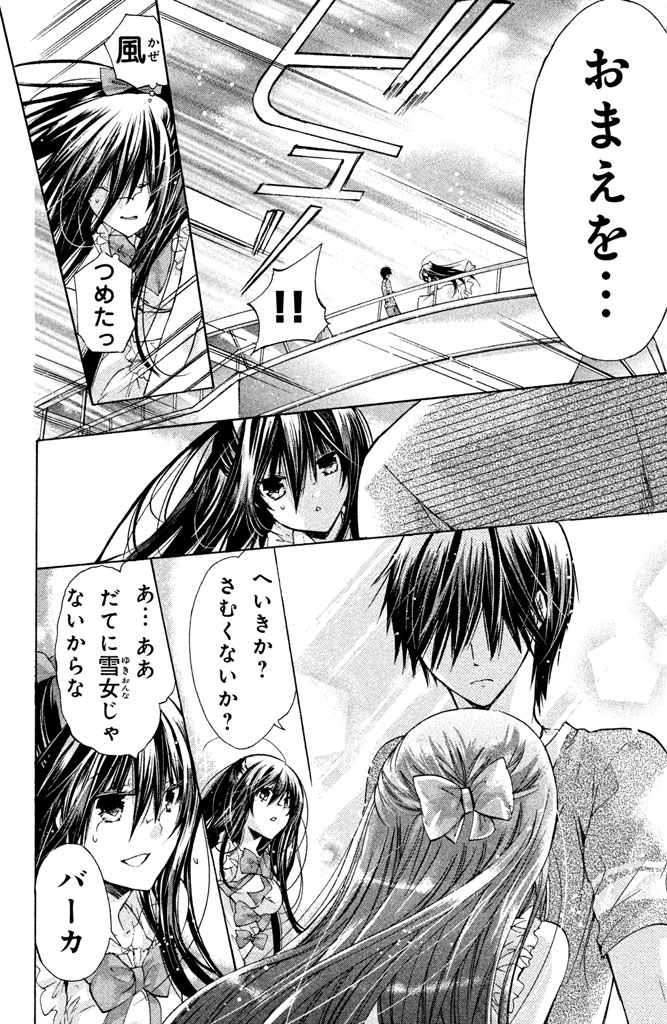 おまえを…
ビュッ
!!
風
かぜ
つめたっ
へいきか?
さむくないか?
あ…ああ
だてに雪女じゃ
ゆきおんな
ないからな
バーカ